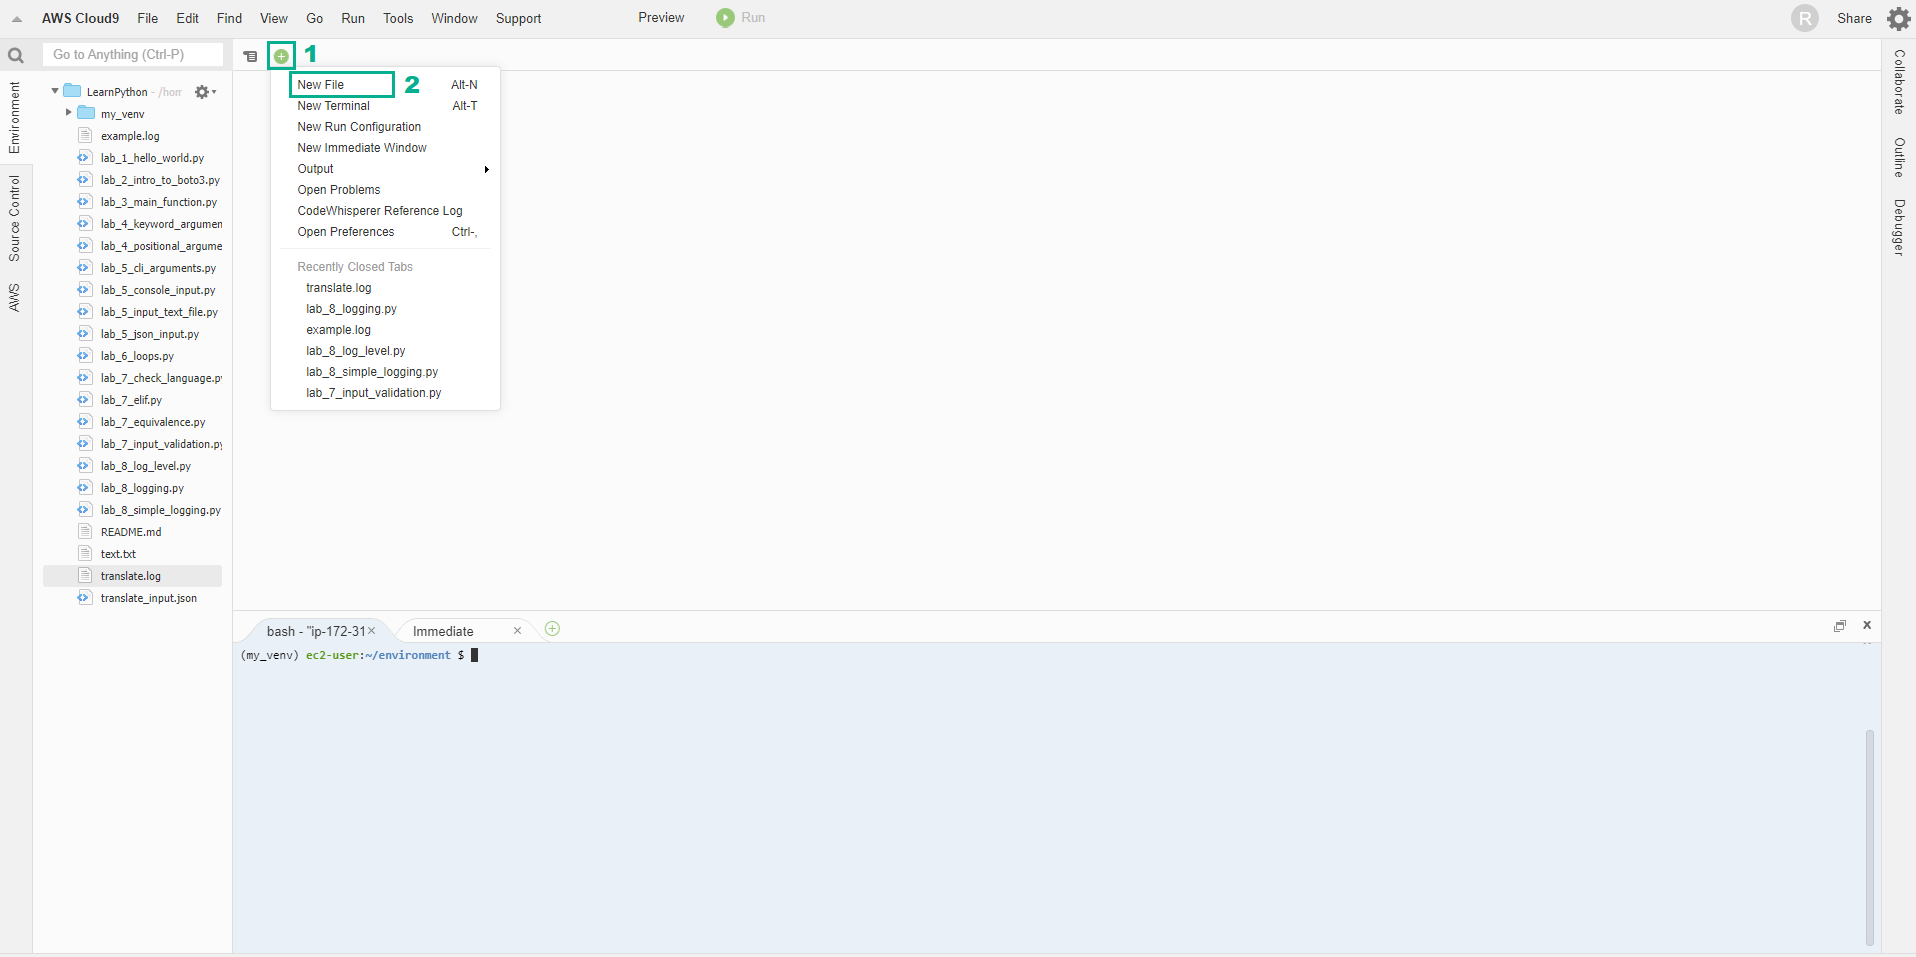 AWS Cloud9 File Edit Find View Go Run Tools Window Support Preview Run R Share
Go to Anything (Ctrl-P)
1
New File Alt-N
2
New Terminal Alt-T
New Run Configuration
New Immediate Window
Output
Open Problems
CodeWhisperer Reference Log
Open Preferences Ctrl-,
Recently Closed Tabs
translate.log
lab_8_logging.py
example.log
lab_8_log_level.py
lab_8_simple_logging.py
lab_7_input_validation.py
Environment
Source Control
AWS
LearnPython - /hom
my_venv
example.log
lab_1_hello_world.py
lab_2_intro_to_boto3.py
lab_3_main_function.py
lab_4_keyword_argumen
lab_4_positional_argume
lab_5_cli_arguments.py
lab_5_console_input.py
lab_5_input_text_file.py
lab_5_json_input.py
lab_6_loops.py
lab_7_check_language.py
lab_7_elif.py
lab_7_equivalence.py
lab_7_input_validation.py
lab_8_log_level.py
lab_8_logging.py
lab_8_simple_logging.py
README.md
text.txt
translate.log
translate_input.json
bash - "ip-172-31 Immediate
(my_venv) ec2-user:~/environment $
Collaborate
Outline
Debugger